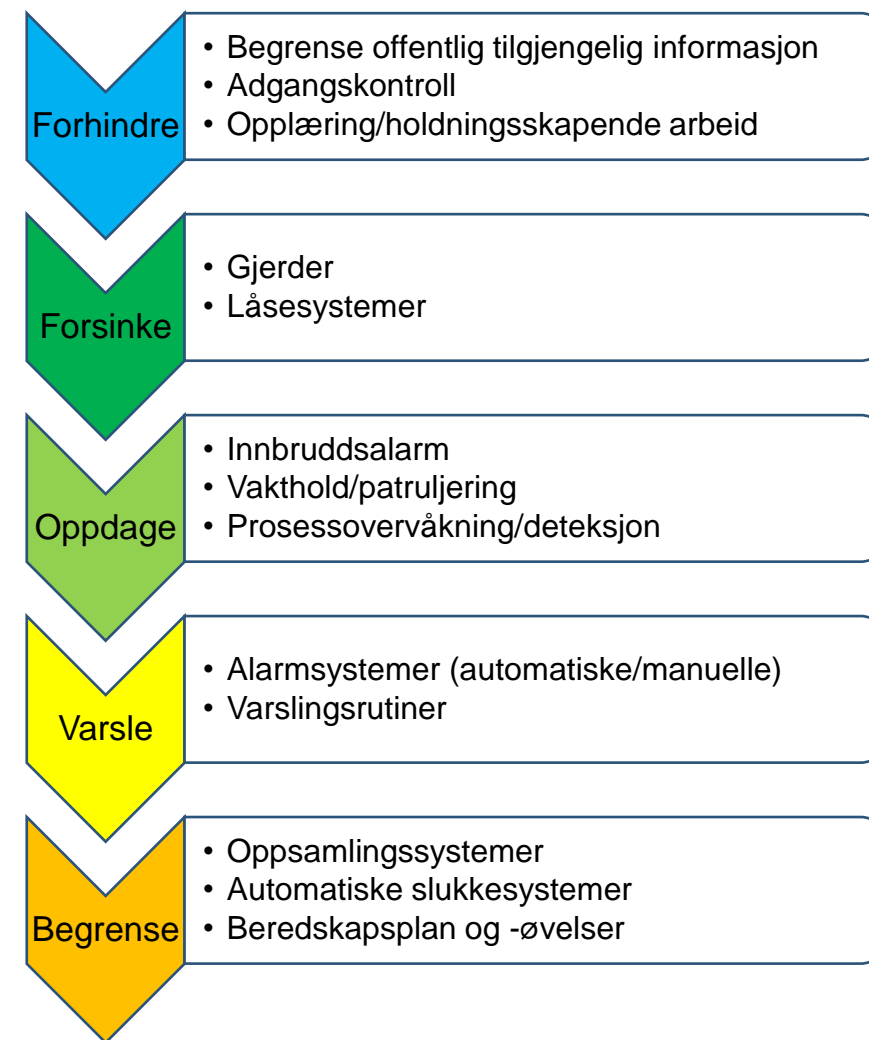 Forhindre
• Begrense offentlig tilgjengelig informasjon
• Adgangskontroll
• Opplæring/holdningsskapende arbeid
Forsinke
• Gjerder
• Låsesystemer
Oppdage
• Innbruddsalarm
• Vakthold/patruljering
• Prosessovervåkning/deteksjon
Varsle
• Alarmsystemer (automatiske/manuelle)
• Varslingsrutiner
Begrense
• Oppsamlingssystemer
• Automatiske slukkesystemer
• Beredskapsplan og -øvelser